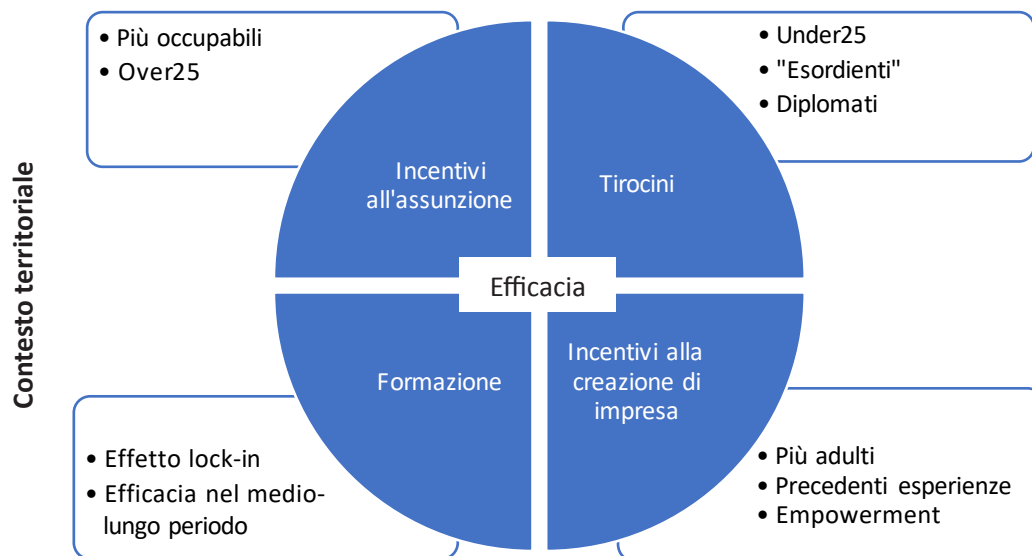 • Più occupabili
• Over25
• Under25
• "Esordienti"
• Diplomati
Incentivi
all'assunzione
Tirocini
Contesto territoriale
Efficacia
Formazione
Incentivi alla
creazione di
impresa
• Effetto lock-in
• Efficacia nel medio-
lungo periodo
• Più adulti
• Precedenti esperienze
• Empowerment